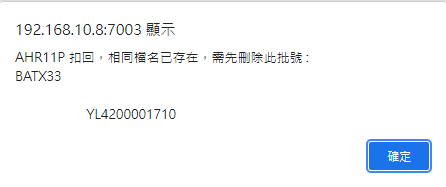 192.168.10.8:7003 顯示
AHR11P 扣回，相同檔名已存在，需先刪除此批號 :
BATX33
YL4200001710
確定